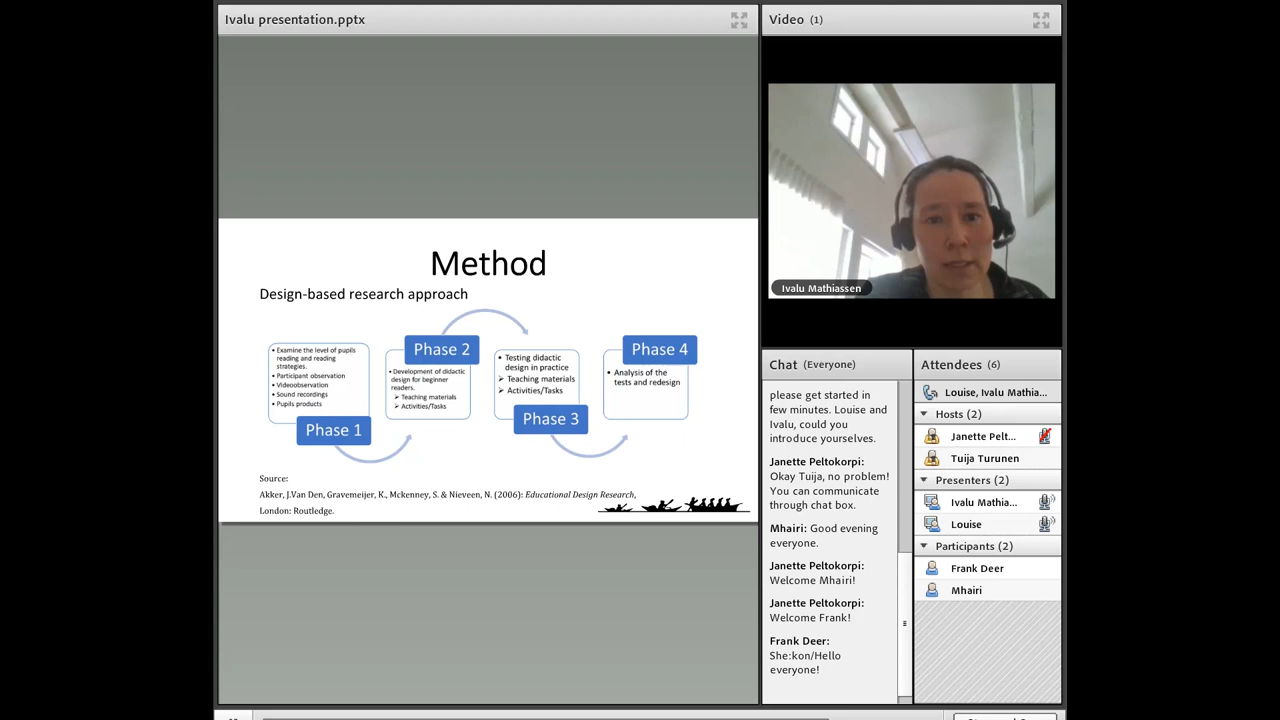 Ivalu presentation.pptx
Method
Design-based research approach
• Examine the level of pupils
reading and reading
strategies.
• Participant observation
• Videoobservation
• Sound recordings
• Pupils products
Phase 1
Phase 2
• Development of didactic
design for beginner
readers.
➢ Teaching materials
➢ Activities/Tasks
• Testing didactic
design in practice
➢ Teaching materials
➢ Activities/Tasks
Phase 3
Phase 4
• Analysis of the
tests and redesign
Source:
Akker, J.Van Den, Gravemeijer, K., Mckenney, S. & Nieveen, N. (2006): Educational Design Research,
London: Routledge.
Video (1)
Ivalu Mathiassen
Chat (Everyone)
please get started in
few minutes. Louise and
Ivalu, could you
introduce yourselves.
Janette Peltokorpi:
Okay Tuija, no problem!
You can communicate
through chat box.
Mhairi: Good evening
everyone.
Janette Peltokorpi:
Welcome Mhairi!
Janette Peltokorpi:
Welcome Frank!
Frank Deer:
She:kon/Hello
everyone!
Attendees (6)
Louise, Ivalu Mathia...
Hosts (2)
Janette Pelt...
Tuija Turunen
Presenters (2)
Ivalu Mathia...
Louise
Participants (2)
Frank Deer
Mhairi